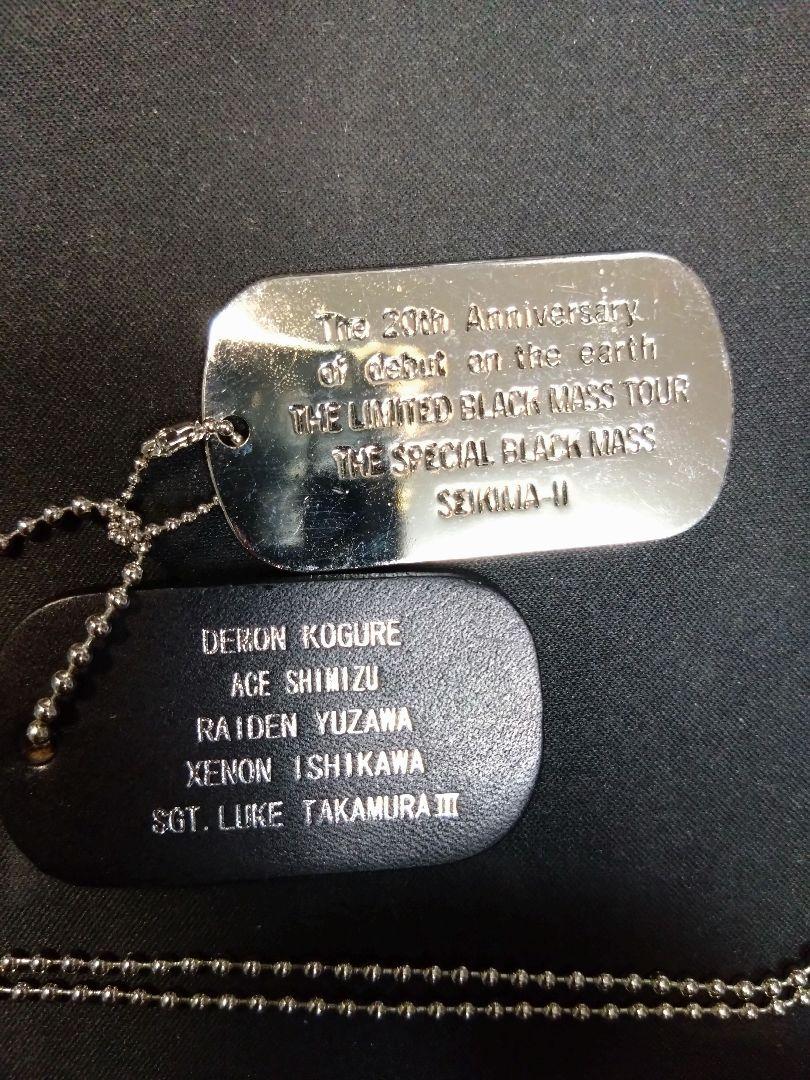 The 20th Anniversary
of debut on the earth
THE LIMITED BLACK MASS TOUR
THE SPECIAL BLACK MASS
SEIKIMA-II
DEMON KOGURE
ACE SHIMIZU
RAIDEN YUZAWA
XENON ISHIKAWA
SGT. LUKE TAKAMURA III